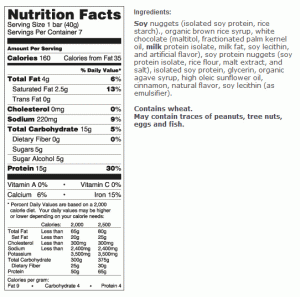 Nutrition Facts
Serving Size 1 bar (40g)
Servings Per Container 7
Amount Per Serving
Calories 160 Calories from Fat 35
% Daily Value*
Total Fat 4g 6%
Saturated Fat 2.5g 13%
Trans Fat 0g
Cholesterol 0mg 0%
Sodium 220mg 9%
Total Carbohydrate 15g 5%
Dietary Fiber 0g 0%
Sugars 5g
Sugar Alcohol 5g
Protein 15g 30%
Vitamin A 0% • Vitamin C 0%
Calcium 6% • Iron 15%
* Percent Daily Values are based on a 2,000
calorie diet. Your daily values may be higher
or lower depending on your calorie needs:
Calories: 2,000 2,500
Total Fat Less than 65g 80g
Sat Fat Less than 20g 25g
Cholesterol Less than 300mg 300mg
Sodium Less than 2,400mg 2,400mg
Potassium 3,500mg 3,500mg
Total Carbohydrate 300g 375g
Dietary Fiber 25g 30g
Protein 50g 65g
Calories per gram:
Fat 9 • Carbohydrate 4 • Protein 4
Ingredients:
Soy nuggets (isolated soy protein, rice
starch), organic brown rice syrup, white
chocolate (maltitol, fractionated palm kernel
oil, milk protein isolate, milk fat, soy lecithin,
and artificial flavor), soy protein nuggets (soy
protein isolate, rice flour, malt extract, and
salt), isolated soy protein, glycerin, organic
agave syrup, high oleic sunflower oil,
cinnamon, natural flavor, soy lecithin (as
emulsifier).
Contains wheat.
May contain traces of peanuts, tree nuts,
eggs and fish.